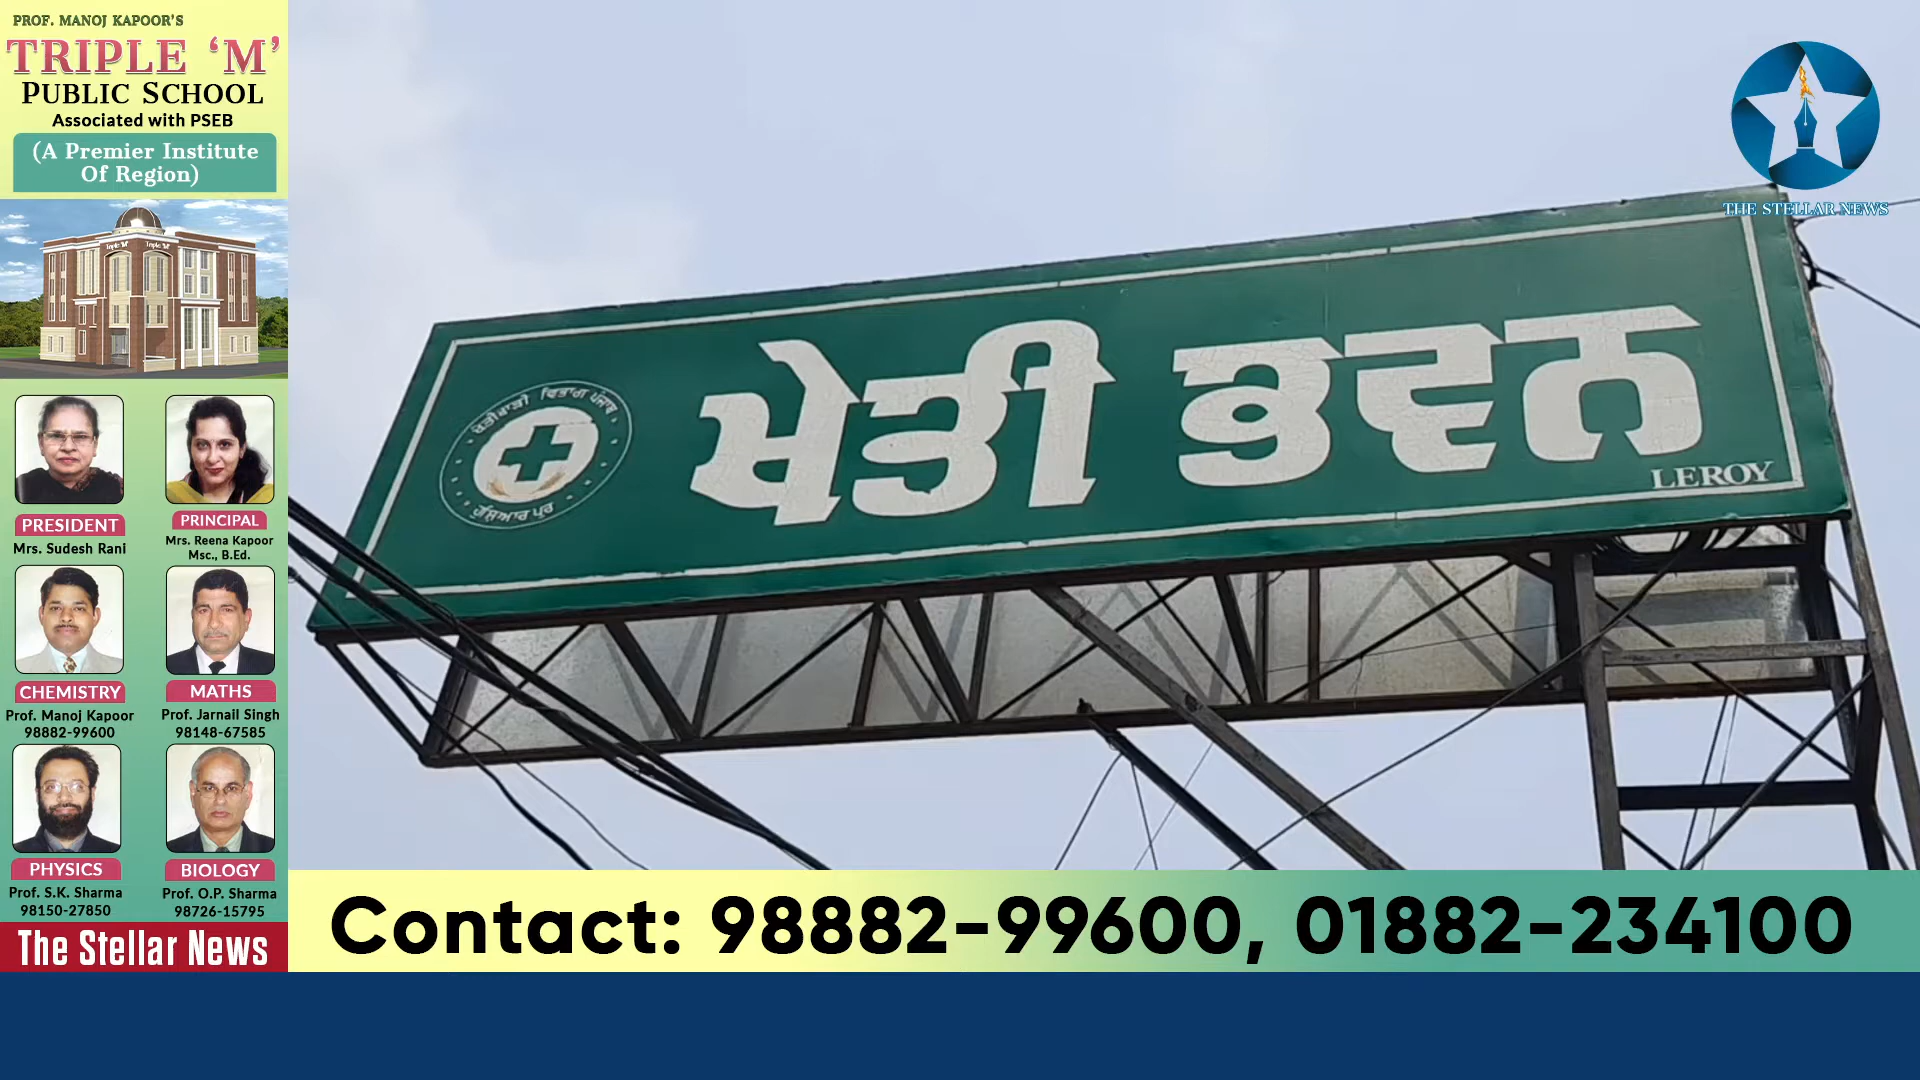 PROF. MANOJ KAPOOR'S
TRIPLE 'M'
PUBLIC SCHOOL
Associated with PSEB
(A Premier Institute
Of Region)
Triple 'M' Triple 'M'
PRESIDENT
Mrs. Sudesh Rani
PRINCIPAL
Mrs. Reena Kapoor
Msc., B.Ed.
CHEMISTRY
Prof. Manoj Kapoor
98882-99600
MATHS
Prof. Jarnail Singh
98148-67585
PHYSICS
Prof. S.K. Sharma
98150-27850
BIOLOGY
Prof. O.P. Sharma
98726-15795
The Stellar News
THE STELLAR NEWS
ਖੇਤੀਬਾੜੀ ਵਿਭਾਗ ਪੰਜਾਬ
ਹੁਸ਼ਿਆਰਪੁਰ
ਖੇਤੀ ਭਵਨ
LEROY
Contact: 98882-99600, 01882-234100